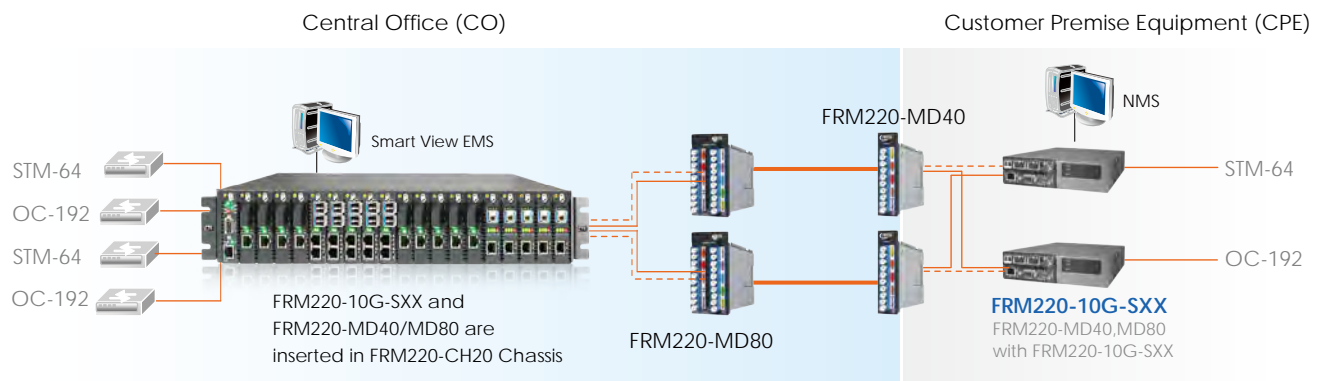 Central Office (CO)
Customer Premise Equipment (CPE)
Smart View EMS
FRM220-MD40
NMS
STM-64
OC-192
STM-64
OC-192
STM-64
OC-192
FRM220-10G-SXX and
FRM220-MD40/MD80 are
inserted in FRM220-CH20 Chassis
FRM220-MD80
FRM220-10G-SXX
FRM220-MD40,MD80
with FRM220-10G-SXX